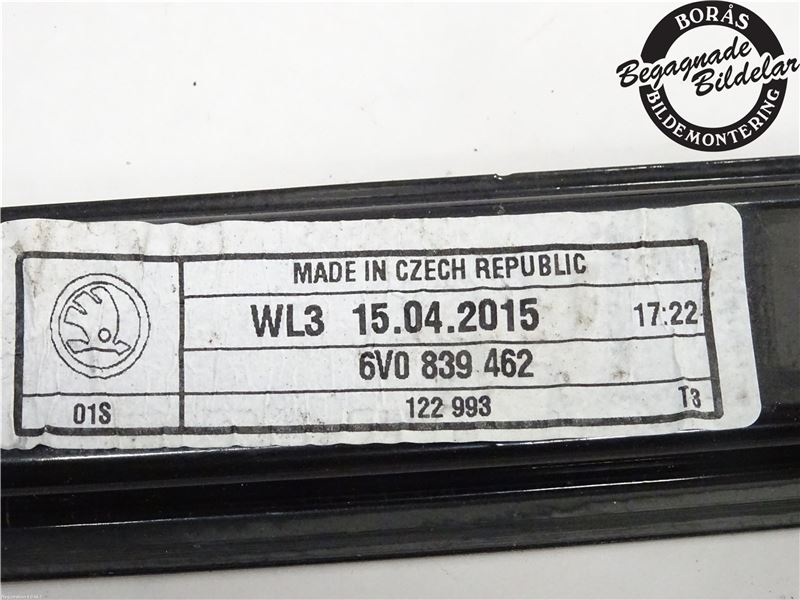 BORÅS
Begagnade
Bildelar
BILDEMONTERING
MADE IN CZECH REPUBLIC
WL3 15.04.2015 17:22
6V0 839 462
01S 122 993 T3